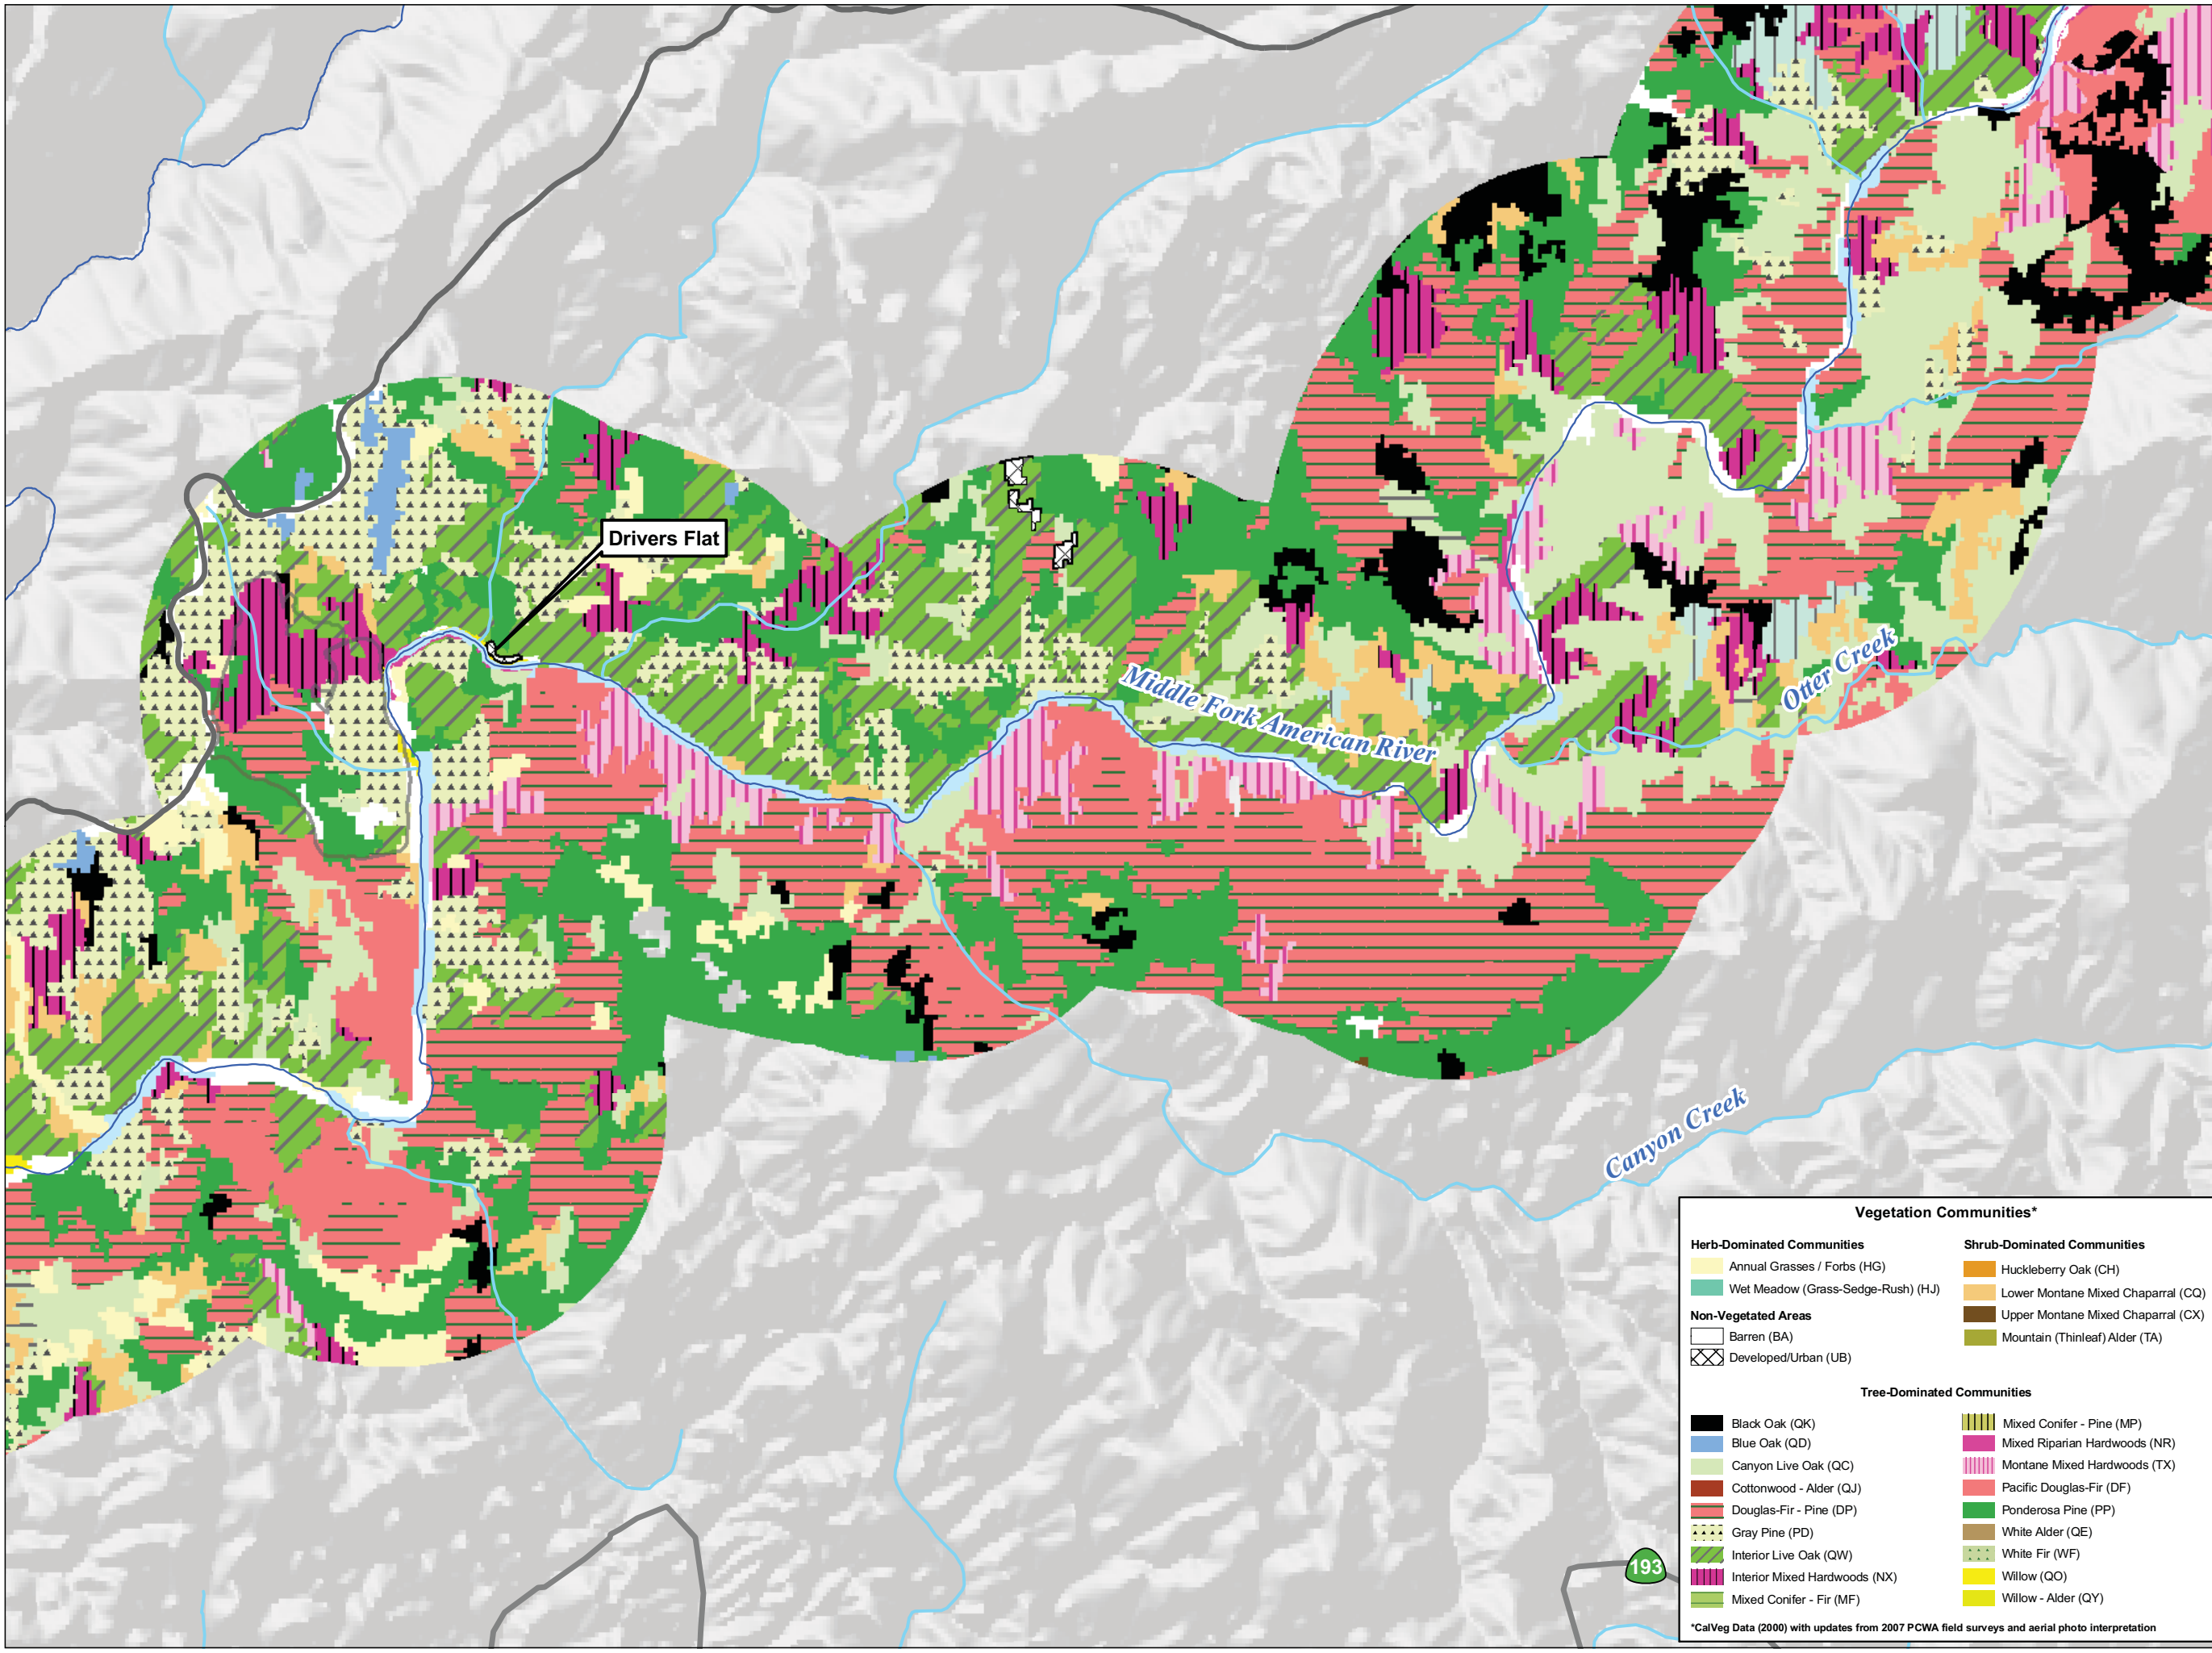 Drivers Flat
Middle Fork American River
Otter Creek
Canyon Creek
193
Vegetation Communities*
Herb-Dominated Communities
Annual Grasses / Forbs (HG)
Wet Meadow (Grass-Sedge-Rush) (HJ)
Non-Vegetated Areas
Barren (BA)
Developed/Urban (UB)
Shrub-Dominated Communities
Huckleberry Oak (CH)
Lower Montane Mixed Chaparral (CQ)
Upper Montane Mixed Chaparral (CX)
Mountain (Thinleaf) Alder (TA)
Tree-Dominated Communities
Black Oak (QK)
Blue Oak (QD)
Canyon Live Oak (QC)
Cottonwood - Alder (QJ)
Douglas-Fir - Pine (DP)
Gray Pine (PD)
Interior Live Oak (QW)
Interior Mixed Hardwoods (NX)
Mixed Conifer - Fir (MF)
Mixed Conifer - Pine (MP)
Mixed Riparian Hardwoods (NR)
Montane Mixed Hardwoods (TX)
Pacific Douglas-Fir (DF)
Ponderosa Pine (PP)
White Alder (QE)
White Fir (WF)
Willow (QO)
Willow - Alder (QY)
*CalVeg Data (2000) with updates from 2007 PCWA field surveys and aerial photo interpretation